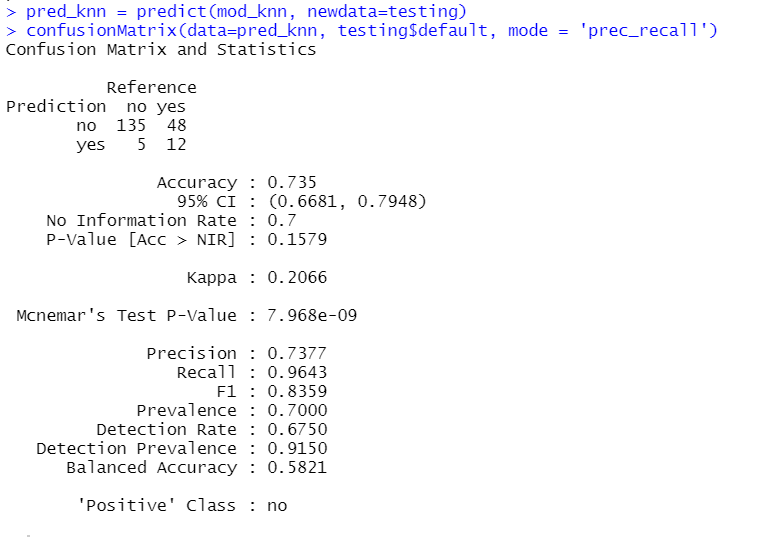 > pred_knn = predict(mod_knn, newdata=testing)
> confusionMatrix(data=pred_knn, testing$default, mode = 'prec_recall')
Confusion Matrix and Statistics
Reference
Prediction no yes
no 135 48
yes 5 12
Accuracy : 0.735
95% CI : (0.6681, 0.7948)
No Information Rate : 0.7
P-Value [Acc > NIR] : 0.1579
Kappa : 0.2066
Mcnemar's Test P-Value : 7.968e-09
Precision : 0.7377
Recall : 0.9643
F1 : 0.8359
Prevalence : 0.7000
Detection Rate : 0.6750
Detection Prevalence : 0.9150
Balanced Accuracy : 0.5821
'Positive' Class : no